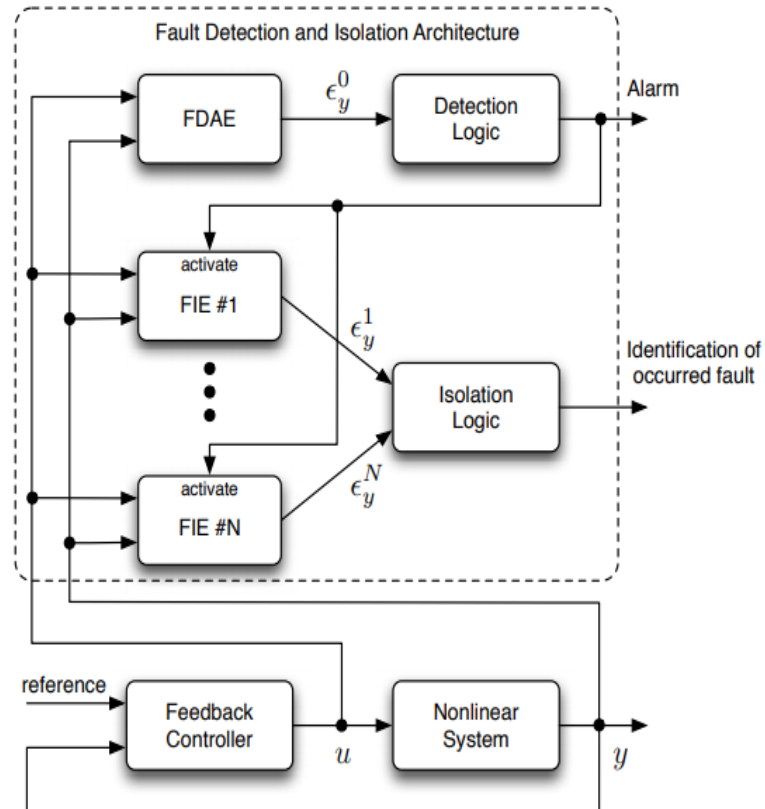 Fault Detection and Isolation Architecture
FDAE
ϵ_y^0
Detection
Logic
Alarm
activate
FIE #1
ϵ_y^1
Isolation
Logic
Identification of
occurred fault
activate
FIE #N
ϵ_y^N
reference
Feedback
Controller
u
Nonlinear
System
y